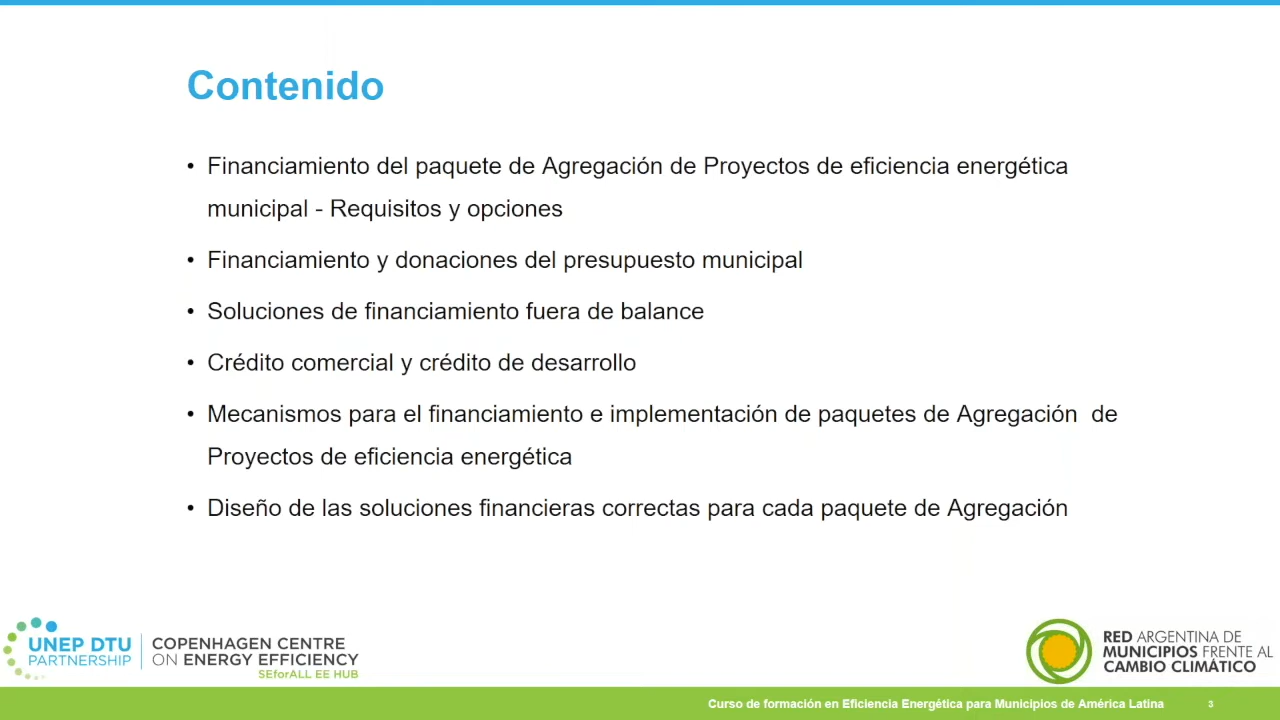 Contenido
• Financiamiento del paquete de Agregación de Proyectos de eficiencia energética
municipal - Requisitos y opciones
• Financiamiento y donaciones del presupuesto municipal
• Soluciones de financiamiento fuera de balance
• Crédito comercial y crédito de desarrollo
• Mecanismos para el financiamiento e implementación de paquetes de Agregación de
Proyectos de eficiencia energética
• Diseño de las soluciones financieras correctas para cada paquete de Agregación
UNEP DTU
PARTNERSHIP
COPENHAGEN CENTRE
ON ENERGY EFFICIENCY
SEforALL EE HUB
RED ARGENTINA DE
MUNICIPIOS FRENTE AL
CAMBIO CLIMÁTICO
Curso de formación en Eficiencia Energética para Municipios de América Latina
3